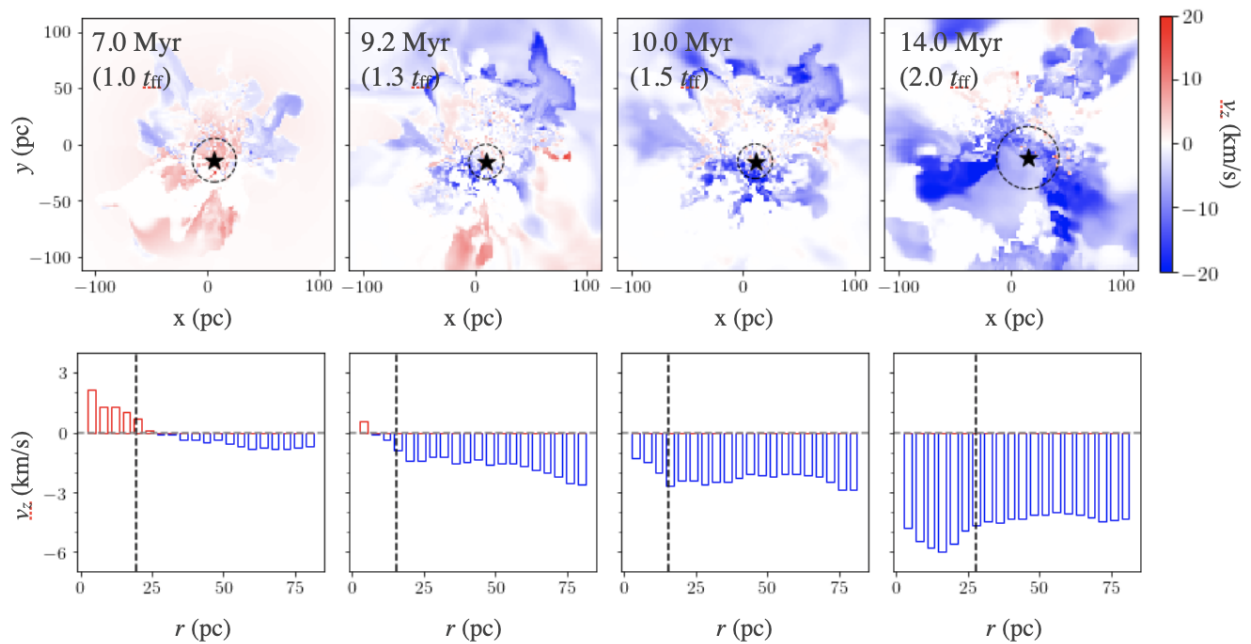 7.0 Myr
(1.0 tff)
9.2 Myr
(1.3 tff)
10.0 Myr
(1.5 tff)
14.0 Myr
(2.0 tff)
100
50
0
−50
−100
y (pc)
−100 0 100
−100 0 100
−100 0 100
−100 0 100
x (pc) x (pc) x (pc) x (pc)
20
10
0
−10
−20
vz (km/s)
3
0
−3
−6
vz (km/s)
0 25 50 75
0 25 50 75
0 25 50 75
0 25 50 75
r (pc) r (pc) r (pc) r (pc)